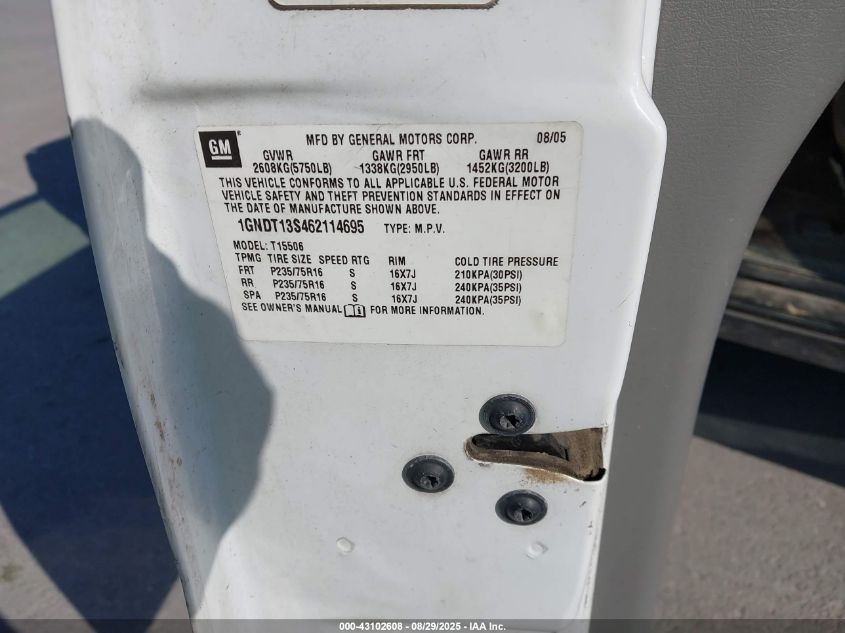 GM
MFD BY GENERAL MOTORS CORP. 08/05
GVWR GAWR FRT GAWR RR
2608KG(5750LB) 1338KG(2950LB) 1452KG(3200LB)
THIS VEHICLE CONFORMS TO ALL APPLICABLE U.S. FEDERAL MOTOR
VEHICLE SAFETY AND THEFT PREVENTION STANDARDS IN EFFECT ON
THE DATE OF MANUFACTURE SHOWN ABOVE.
1GNDT13S462114695 TYPE: M.P.V.
MODEL: T15506
TPMG TIRE SIZE SPEED RTG RIM COLD TIRE PRESSURE
FRT P235/75R16 S 16X7J 210KPA(30PSI)
RR P235/75R16 S 16X7J 240KPA(35PSI)
SPA P235/75R16 S 16X7J 240KPA(35PSI)
SEE OWNER'S MANUAL FOR MORE INFORMATION.
000-43102608 - 08/29/2025 - IAA Inc.